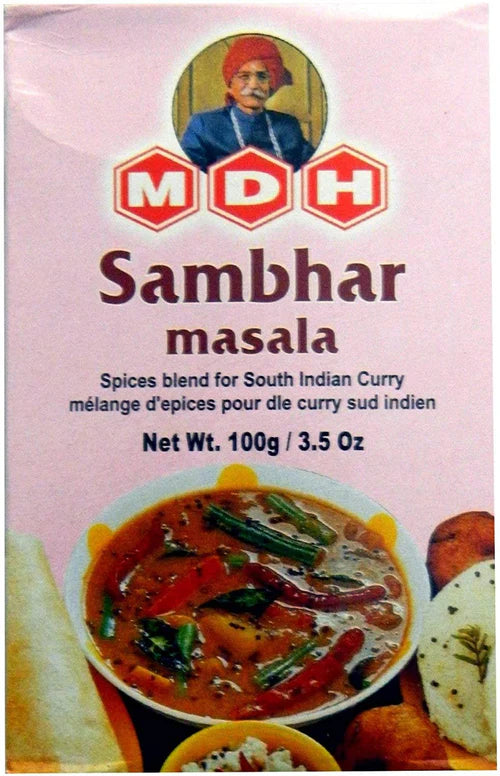 MDH
Sambhar
masala
Spices blend for South Indian Curry
mélange d'epices pour dle curry sud indien
Net Wt. 100g / 3.5 Oz